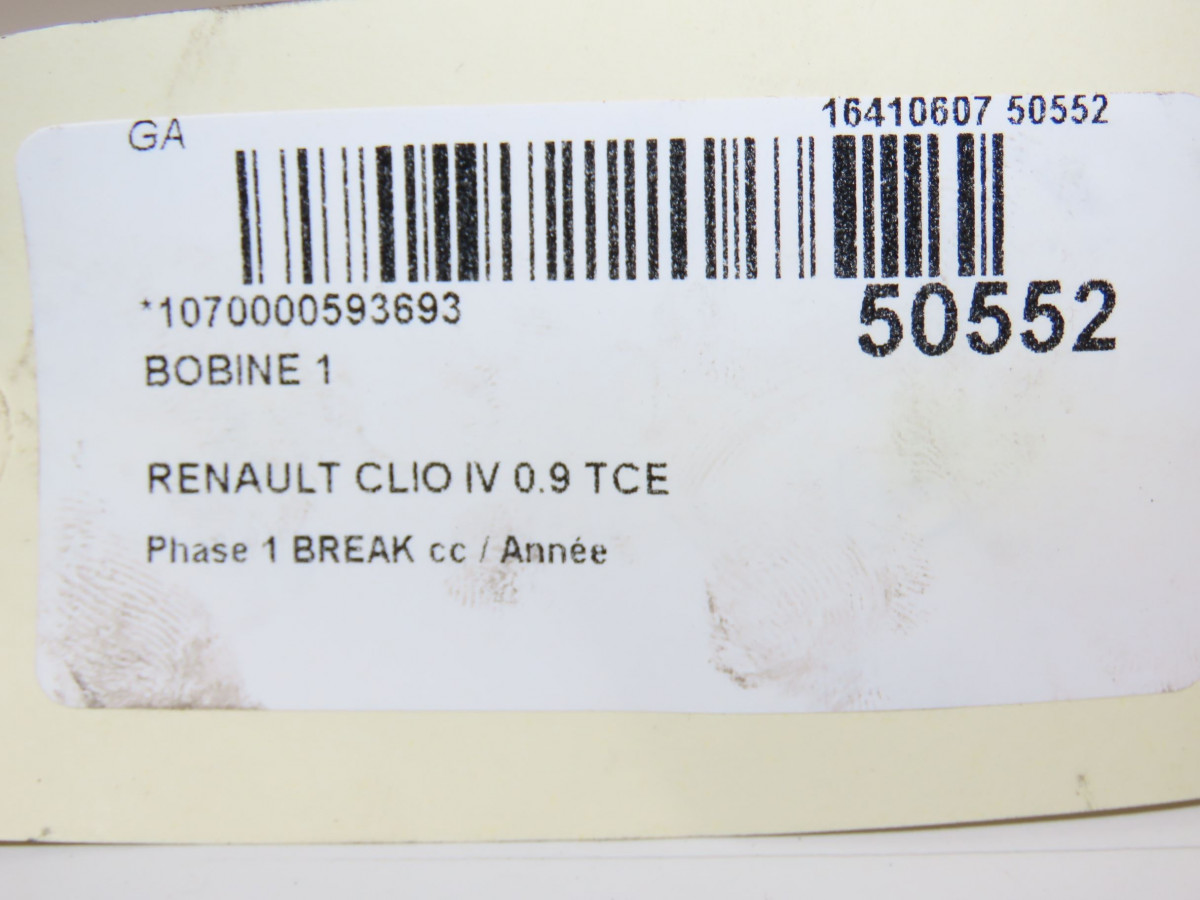 GA
16410607 50552
*1070000593693
50552
BOBINE 1
RENAULT CLIO IV 0.9 TCE
Phase 1 BREAK cc / Année